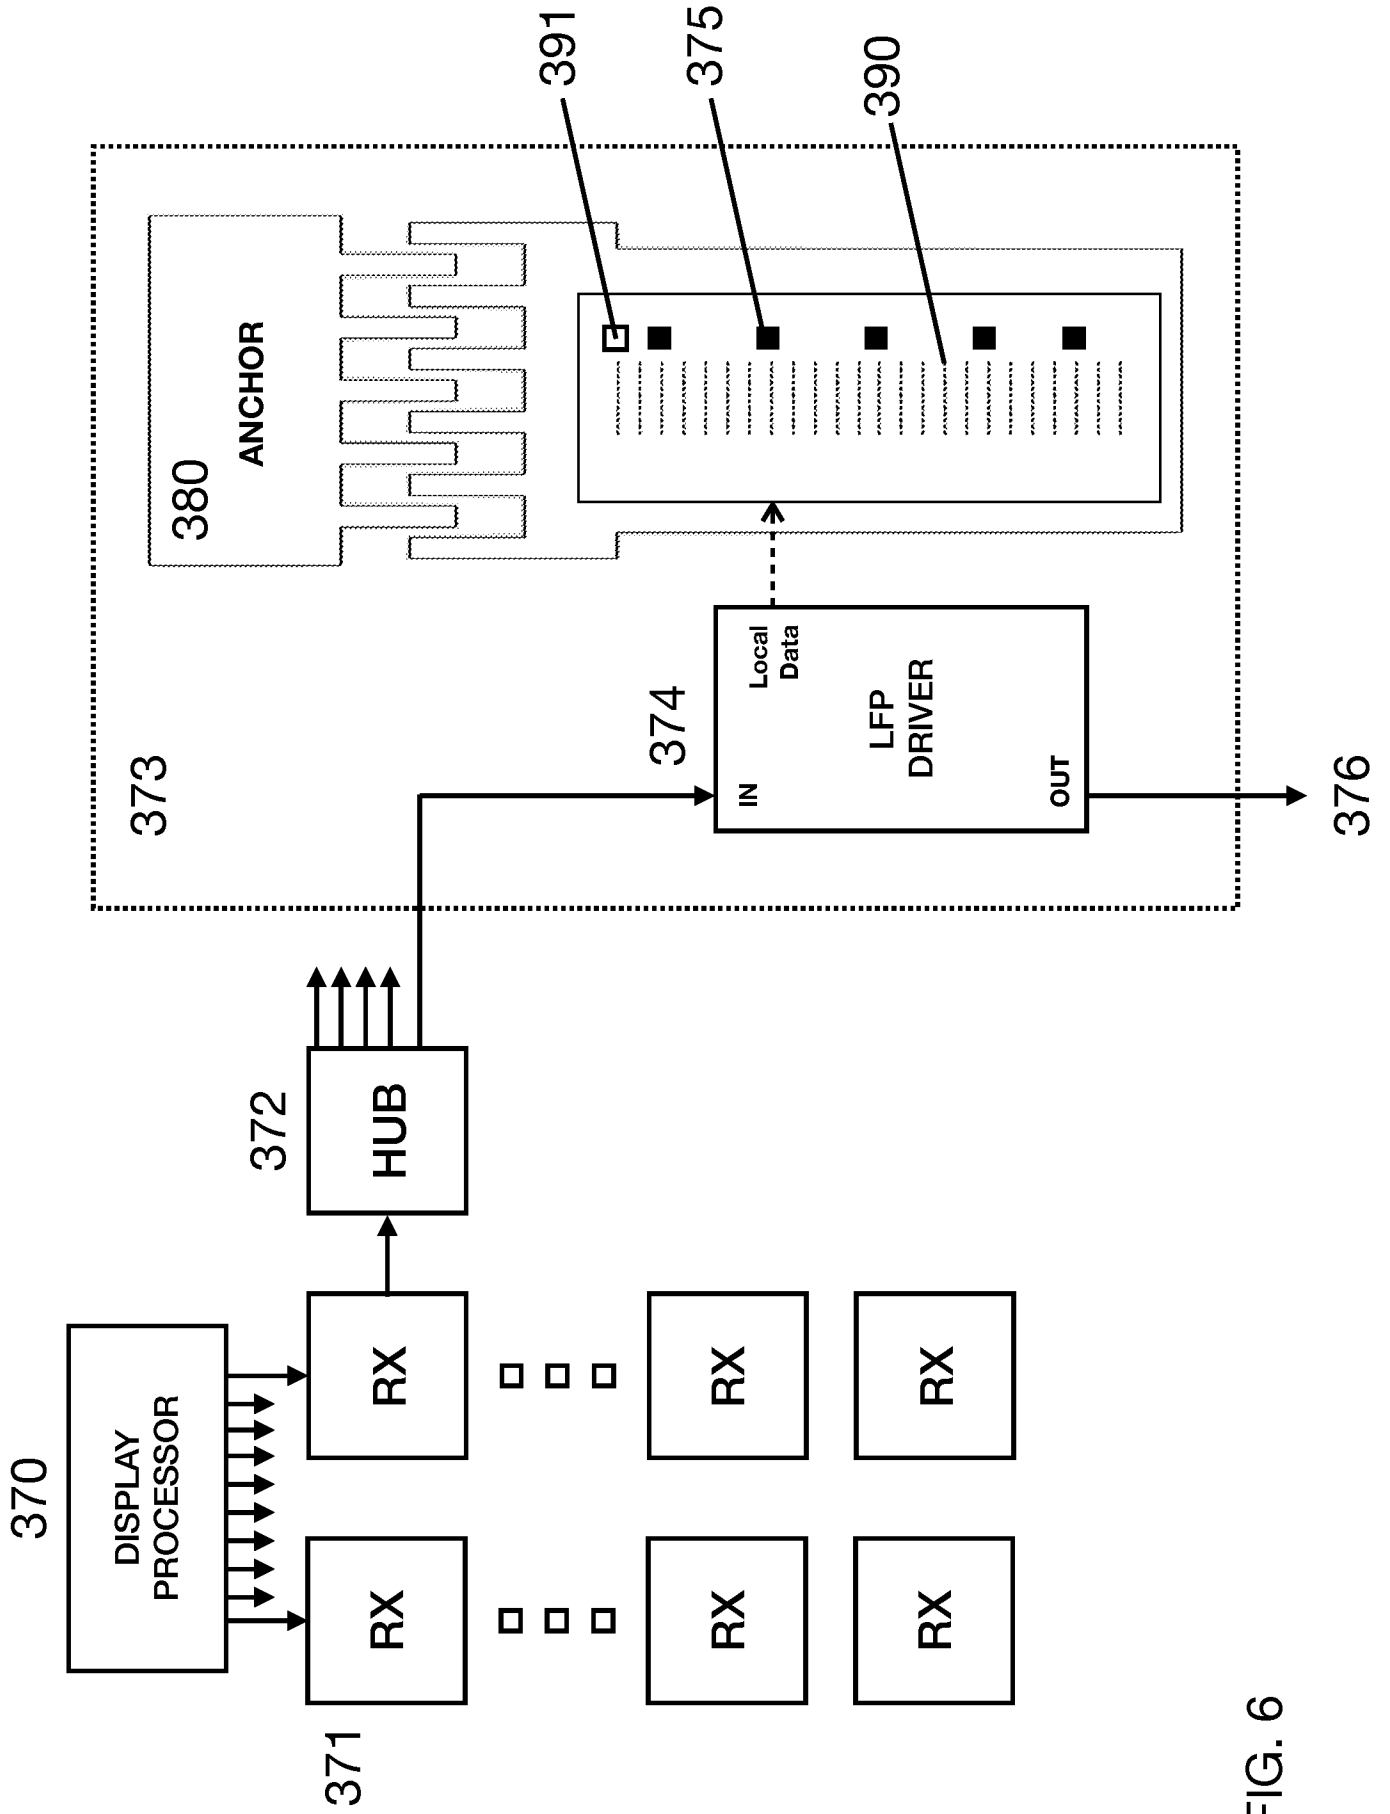 370
DISPLAY
PROCESSOR
371
RX
RX
RX
RX
RX
RX
372
HUB
373
380
ANCHOR
374
IN
Local
Data
LFP
DRIVER
OUT
376
391
375
390
FIG. 6